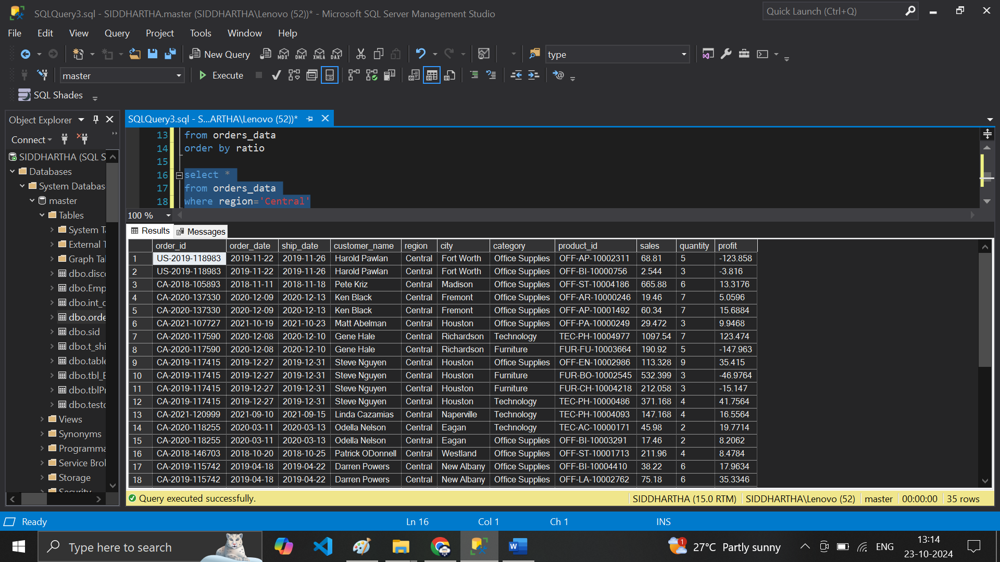 SQLQuery3.sql - SIDDHARTHA.master (SIDDHARTHA\Lenovo (52))* - Microsoft SQL Server Management Studio
Quick Launch (Ctrl+Q)
File Edit View Query Project Tools Window Help
New Query MDX DMX XMLA DAX type
master Execute
SQL Shades
Object Explorer
Connect
SIDDHARTHA (SQL S
Databases
System Databas
master
Tables
System Ta
External T
Graph Tal
dbo.disco
dbo.Emp
dbo.int_c
dbo.orde
dbo.sid
dbo.t_shi
dbo.table
dbo.tbl_E
dbo.tblPr
dbo.testc
Views
Synonyms
Programma
Service Brol
Storage
Security
SQLQuery3.sql - S...ARTHA\Lenovo (52))*
13 from orders_data
14 order by ratio
15
16 select *
17 from orders_data
18 where region='Central'
100 %
Results Messages
order_id order_date ship_date customer_name region city category product_id sales quantity profit
1 US-2019-118983 2019-11-22 2019-11-26 Harold Pawlan Central Fort Worth Office Supplies OFF-AP-10002311 68.81 5 -123.858
2 US-2019-118983 2019-11-22 2019-11-26 Harold Pawlan Central Fort Worth Office Supplies OFF-BI-10000756 2.544 3 -3.816
3 CA-2018-105893 2018-11-11 2018-11-18 Pete Kriz Central Madison Office Supplies OFF-ST-10004186 665.88 6 13.3176
4 CA-2020-137330 2020-12-09 2020-12-13 Ken Black Central Fremont Office Supplies OFF-AR-10000246 19.46 7 5.0596
5 CA-2020-137330 2020-12-09 2020-12-13 Ken Black Central Fremont Office Supplies OFF-AP-10001492 60.34 7 15.6884
6 CA-2021-107727 2021-10-19 2021-10-23 Matt Abelman Central Houston Office Supplies OFF-PA-10000249 29.472 3 9.9468
7 CA-2020-117590 2020-12-08 2020-12-10 Gene Hale Central Richardson Technology TEC-PH-10004977 1097.54 7 123.474
8 CA-2020-117590 2020-12-08 2020-12-10 Gene Hale Central Richardson Furniture FUR-FU-10003664 190.92 5 -147.963
9 CA-2019-117415 2019-12-27 2019-12-31 Steve Nguyen Central Houston Office Supplies OFF-EN-10002986 113.328 9 35.415
10 CA-2019-117415 2019-12-27 2019-12-31 Steve Nguyen Central Houston Furniture FUR-BO-10002545 532.399 3 -46.9764
11 CA-2019-117415 2019-12-27 2019-12-31 Steve Nguyen Central Houston Furniture FUR-CH-10004218 212.058 3 -15.147
12 CA-2019-117415 2019-12-27 2019-12-31 Steve Nguyen Central Houston Technology TEC-PH-10000486 371.168 4 41.7564
13 CA-2021-120999 2021-09-10 2021-09-15 Linda Cazamias Central Naperville Technology TEC-PH-10004093 147.168 4 16.5564
14 CA-2020-118255 2020-03-11 2020-03-13 Odella Nelson Central Eagan Technology TEC-AC-10000171 45.98 2 19.7714
15 CA-2020-118255 2020-03-11 2020-03-13 Odella Nelson Central Eagan Office Supplies OFF-BI-10003291 17.46 2 8.2062
16 CA-2018-146703 2018-10-20 2018-10-25 Patrick ODonnell Central Westland Office Supplies OFF-ST-10001713 211.96 4 8.4784
17 CA-2019-115742 2019-04-18 2019-04-22 Darren Powers Central New Albany Office Supplies OFF-BI-10004410 38.22 6 17.9634
18 CA-2019-115742 2019-04-18 2019-04-22 Darren Powers Central New Albany Office Supplies OFF-LA-10002762 75.18 6 35.3346
Query executed successfully. SIDDHARTHA (15.0 RTM) SIDDHARTHA\Lenovo (52) master 00:00:00 35 rows
Ready Ln 16 Col 1 Ch 1 INS
Type here to search 1 27°C Partly sunny ENG 13:14
23-10-2024